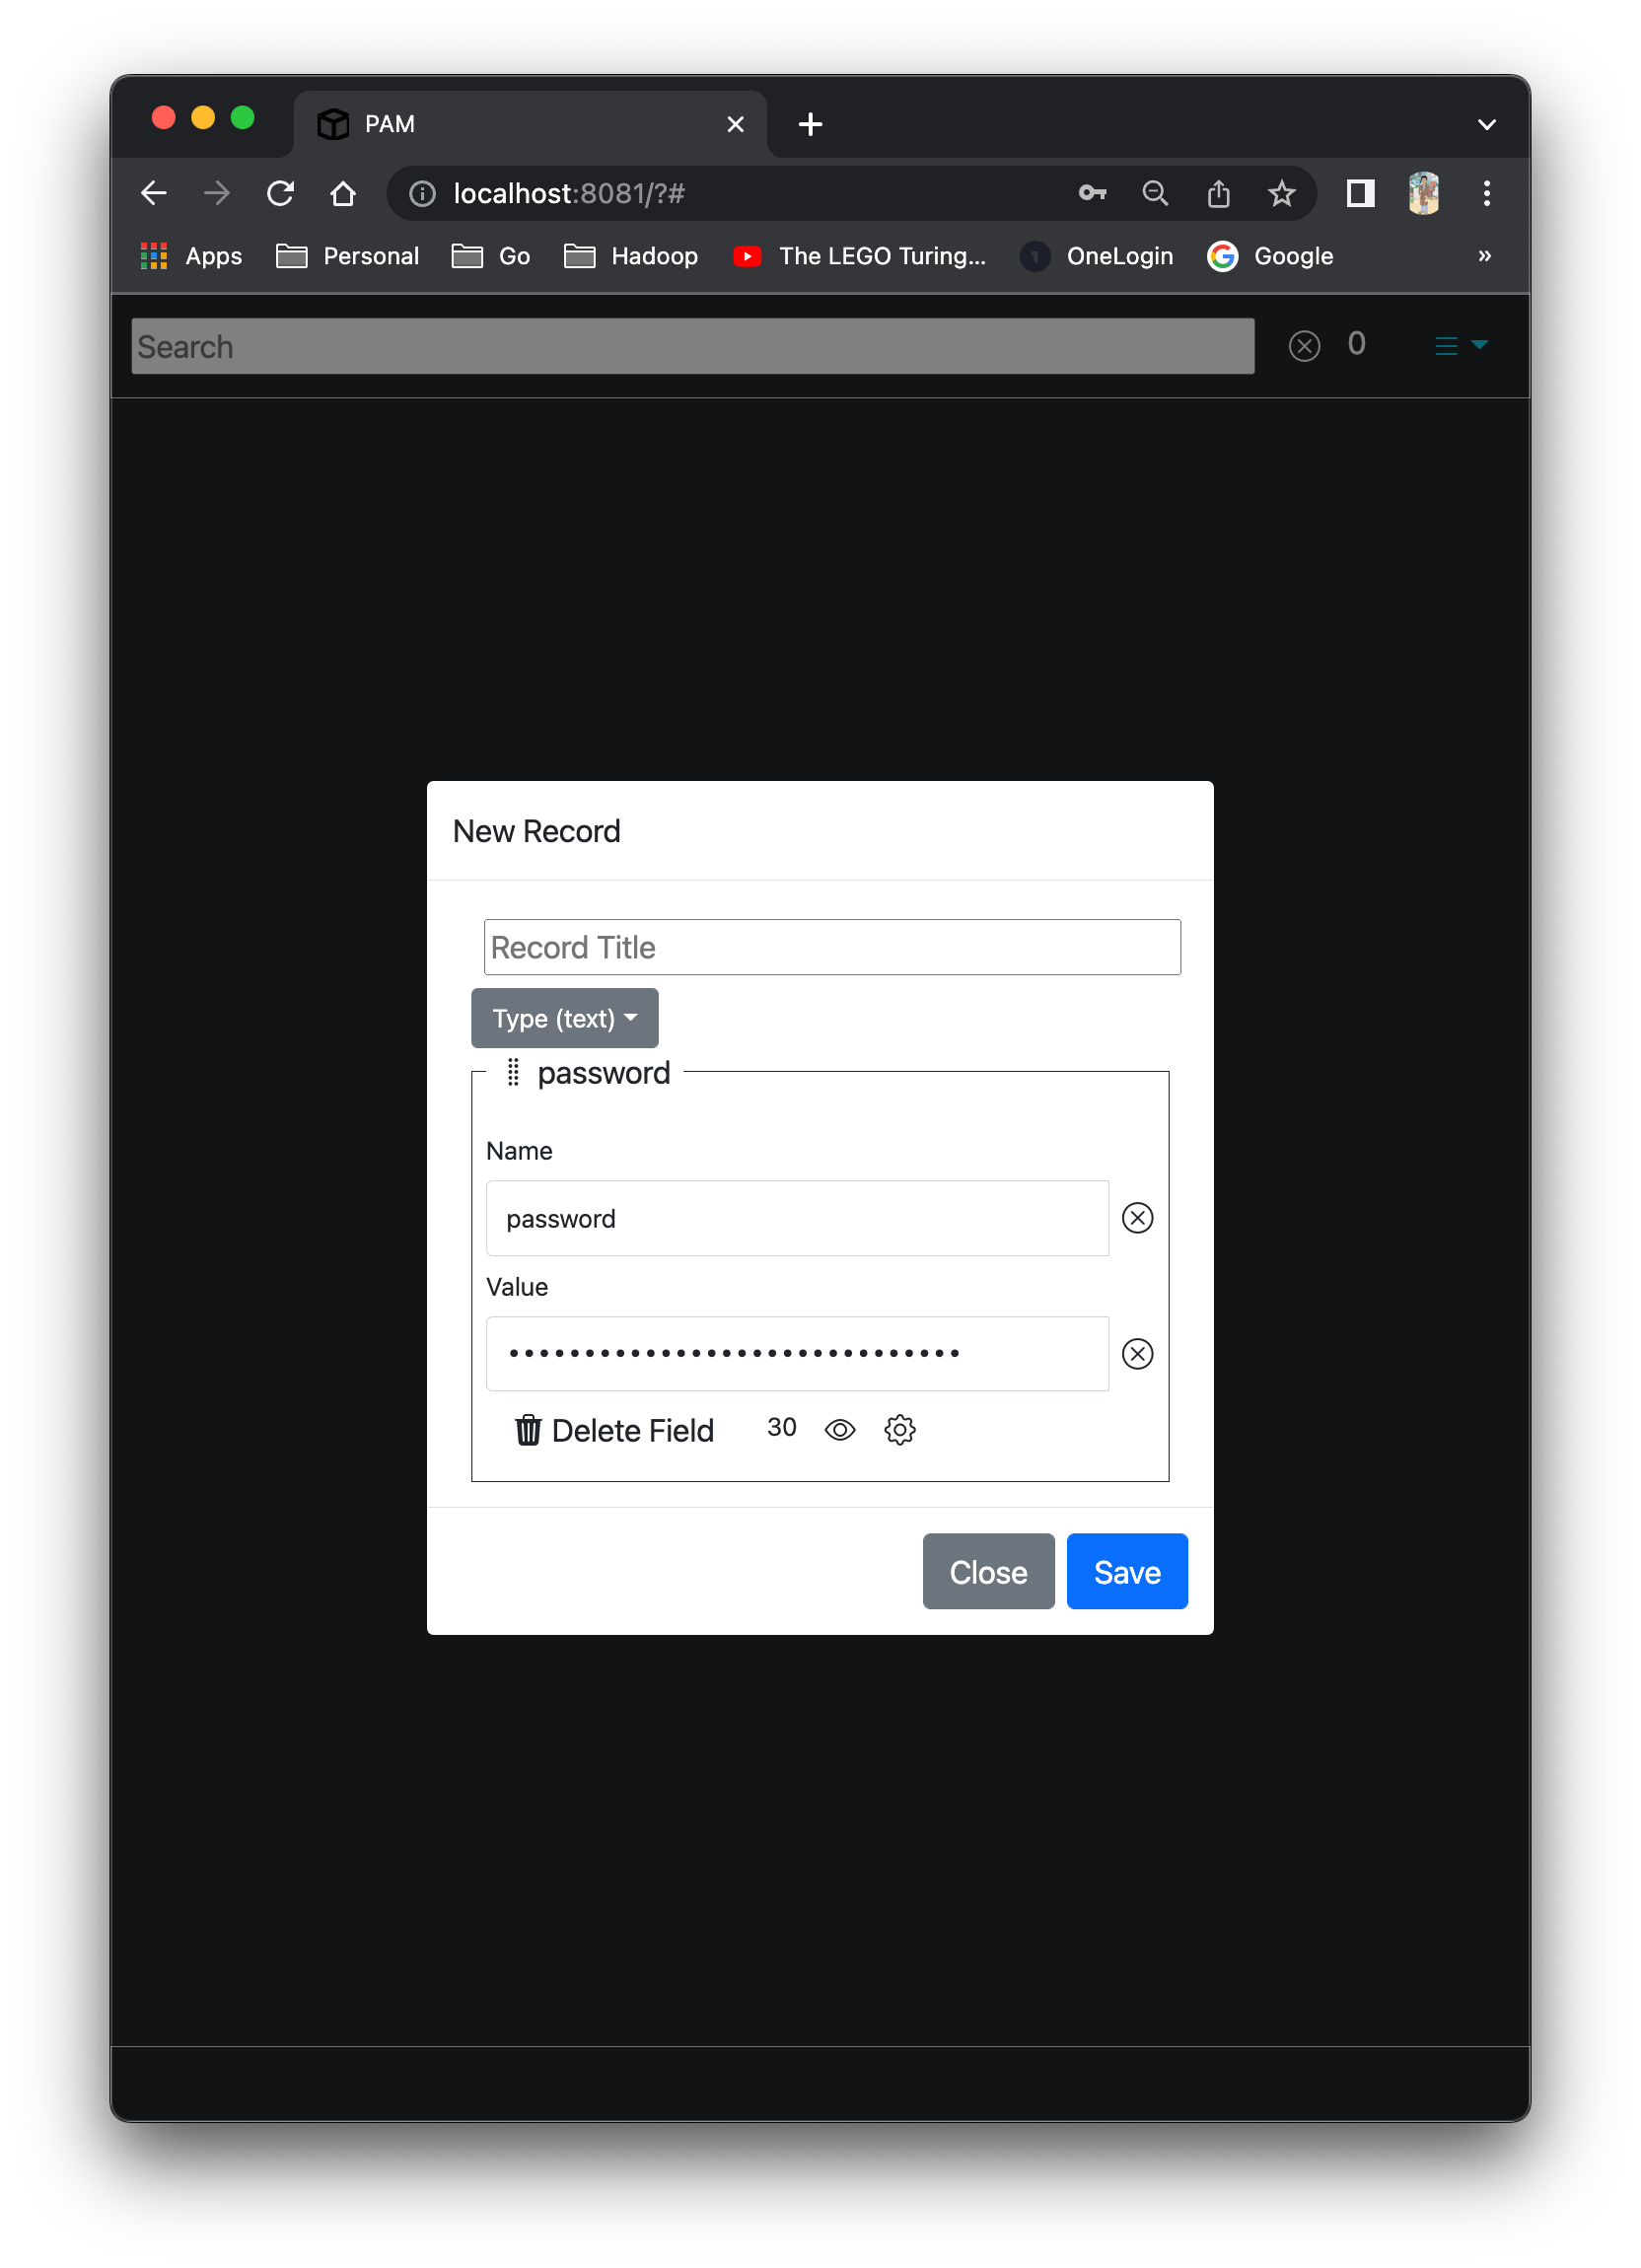 PAM
localhost:8081/?#
Apps Personal Go Hadoop The LEGO Turing... OneLogin Google »
Search 0
New Record
Record Title
Type (text)
password
Name
password
Value
••••••••••••••••••••••••••••••
Delete Field 30
Close Save